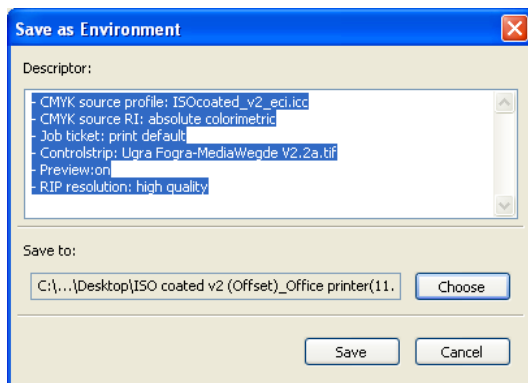 Save as Environment
Descriptor:
- CMYK source profile: ISOcoated_v2_eci.icc
- CMYK source RI: absolute colorimetric
- Job ticket: print default
- Controlstrip: Ugra Fogra-MediaWegde V2.2a.tif
- Preview:on
- RIP resolution: high quality
Save to:
C:\...\Desktop\ISO coated v2 (Offset)_Office printer(11.
Choose
Save
Cancel